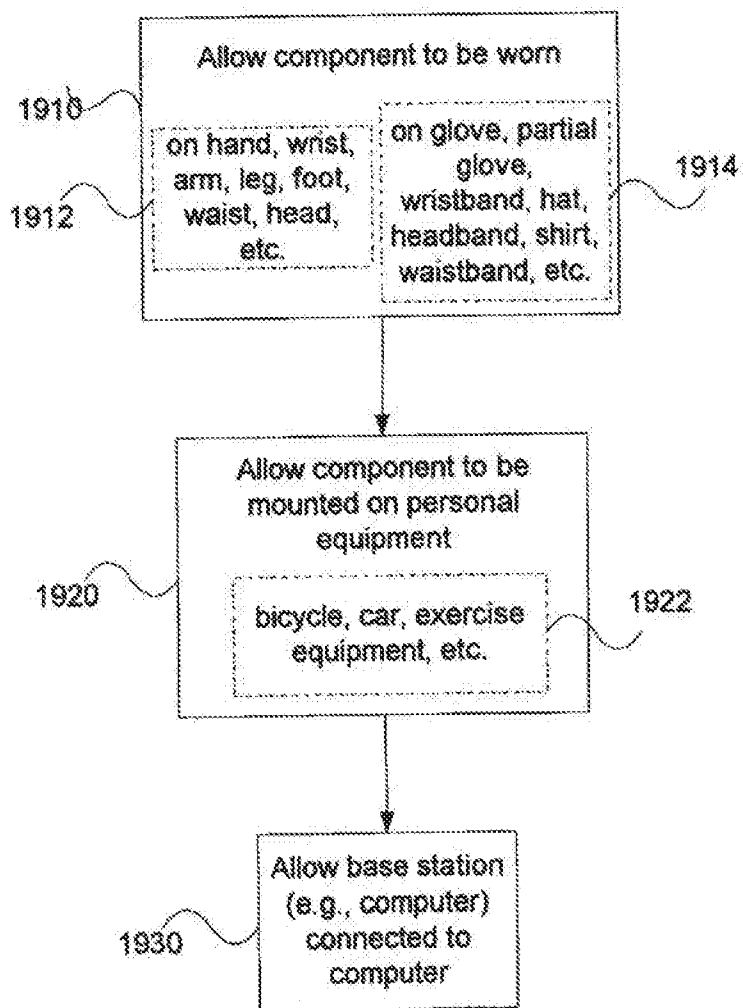 Allow component to be worn
1910
on hand, wrist,
arm, leg, foot,
waist, head,
etc.
1912
on glove, partial
glove,
wristband, hat,
headband, shirt,
waistband, etc.
1914
Allow component to be
mounted on personal
equipment
1920
bicycle, car, exercise
equipment, etc.
1922
Allow base station
(e.g., computer)
connected to
computer
1930